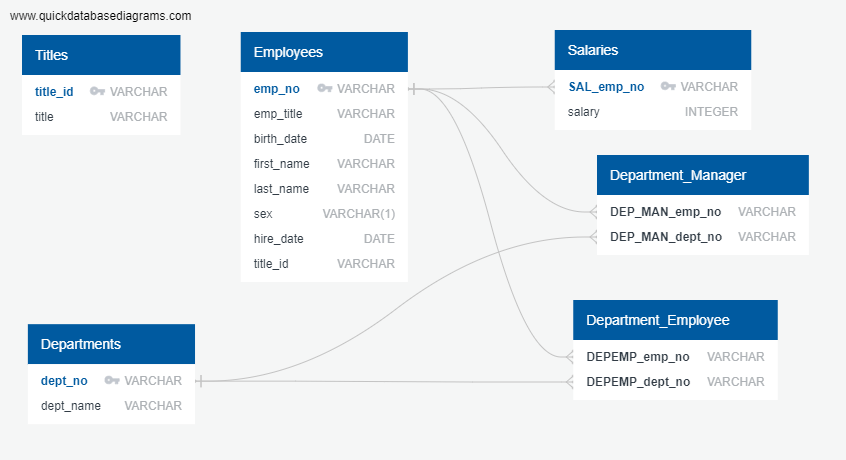 www.quickdatabasediagrams.com
Titles
title_id VARCHAR
title VARCHAR
Employees
emp_no VARCHAR
emp_title VARCHAR
birth_date DATE
first_name VARCHAR
last_name VARCHAR
sex VARCHAR(1)
hire_date DATE
title_id VARCHAR
Salaries
SAL_emp_no VARCHAR
salary INTEGER
Department_Manager
DEP_MAN_emp_no VARCHAR
DEP_MAN_dept_no VARCHAR
Departments
dept_no VARCHAR
dept_name VARCHAR
Department_Employee
DEPEMP_emp_no VARCHAR
DEPEMP_dept_no VARCHAR